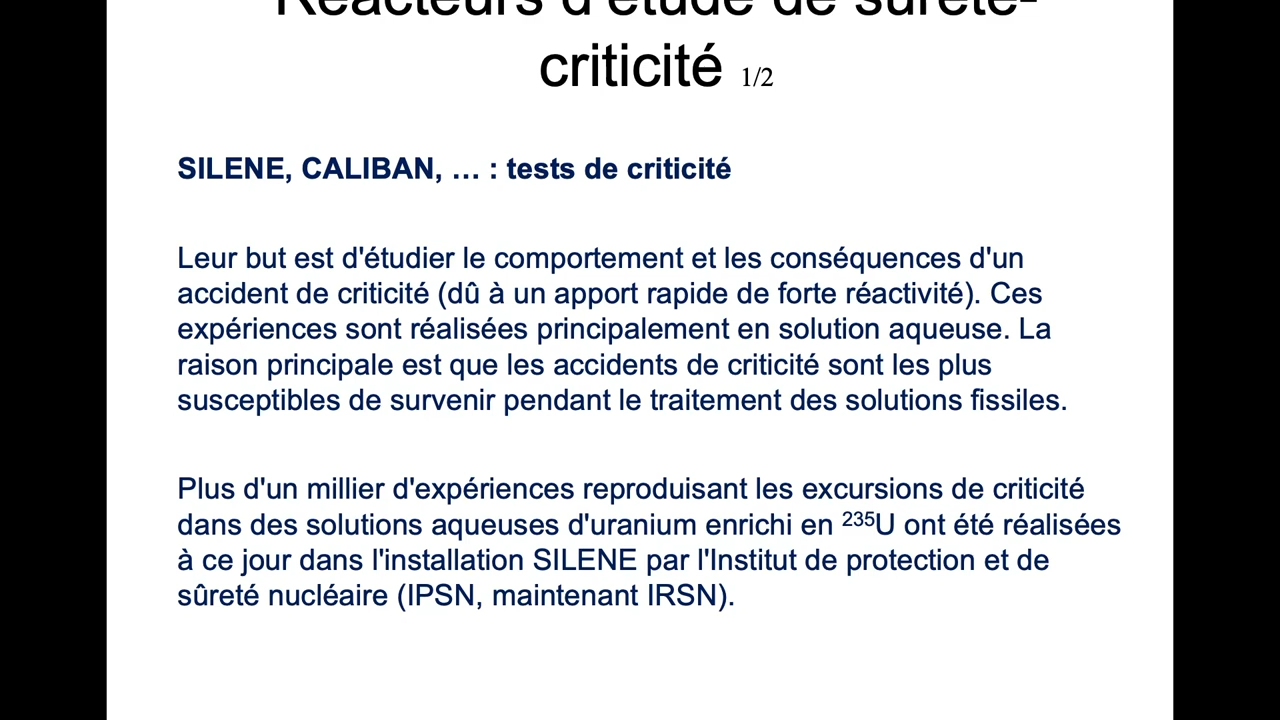 Réacteurs d'étude de sûreté-
criticité 1/2
SILENE, CALIBAN, … : tests de criticité
Leur but est d'étudier le comportement et les conséquences d'un
accident de criticité (dû à un apport rapide de forte réactivité). Ces
expériences sont réalisées principalement en solution aqueuse. La
raison principale est que les accidents de criticité sont les plus
susceptibles de survenir pendant le traitement des solutions fissiles.
Plus d'un millier d'expériences reproduisant les excursions de criticité
dans des solutions aqueuses d'uranium enrichi en ²³⁵U ont été réalisées
à ce jour dans l'installation SILENE par l'Institut de protection et de
sûreté nucléaire (IPSN, maintenant IRSN).